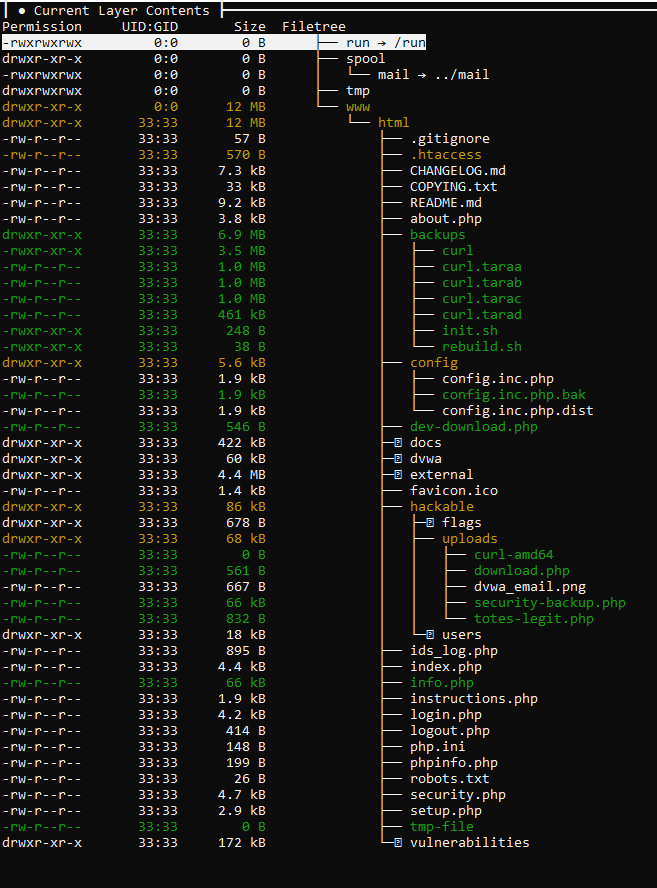 ● Current Layer Contents
Permission UID:GID Size Filetree
-rwxrwxrwx 0:0 0 B ├── run → /run
drwxr-xr-x 0:0 0 B ├── spool
-rwxrwxrwx 0:0 0 B │ └── mail → ../mail
drwxrwxrwx 0:0 0 B ├── tmp
drwxr-xr-x 0:0 12 MB └── www
drwxr-xr-x 33:33 12 MB └── html
-rw-r--r-- 33:33 57 B ├── .gitignore
-rw-r--r-- 33:33 570 B ├── .htaccess
-rw-r--r-- 33:33 7.3 kB ├── CHANGELOG.md
-rw-r--r-- 33:33 33 kB ├── COPYING.txt
-rw-r--r-- 33:33 9.2 kB ├── README.md
-rw-r--r-- 33:33 3.8 kB ├── about.php
drwxr-xr-x 33:33 6.9 MB ├── backups
-rw-r--r-- 33:33 3.5 MB │ ├── curl
-rw-r--r-- 33:33 1.0 MB │ ├── curl.taraa
-rw-r--r-- 33:33 1.0 MB │ ├── curl.tarab
-rw-r--r-- 33:33 1.0 MB │ ├── curl.tarac
-rw-r--r-- 33:33 461 kB │ ├── curl.tarad
-rw-r--r-- 33:33 248 B │ ├── init.sh
-rw-r--r-- 33:33 38 B │ └── rebuild.sh
drwxr-xr-x 33:33 5.6 kB ├── config
-rw-r--r-- 33:33 1.9 kB │ ├── config.inc.php
-rw-r--r-- 33:33 1.9 kB │ ├── config.inc.php.bak
-rw-r--r-- 33:33 1.9 kB │ └── config.inc.php.dist
-rw-r--r-- 33:33 546 B ├── dev-download.php
drwxr-xr-x 33:33 422 kB ├─ docs
drwxr-xr-x 33:33 60 kB ├─ dvwa
drwxr-xr-x 33:33 4.4 MB ├─ external
-rw-r--r-- 33:33 1.4 kB ├── favicon.ico
drwxr-xr-x 33:33 86 kB ├── hackable
drwxr-xr-x 33:33 678 B │ ├─ flags
drwxr-xr-x 33:33 68 kB │ ├── uploads
-rw-r--r-- 33:33 0 B │ │ ├── curl-amd64
-rw-r--r-- 33:33 561 B │ │ ├── download.php
-rw-r--r-- 33:33 667 B │ │ ├── dvwa_email.png
-rw-r--r-- 33:33 66 kB │ │ ├── security-backup.php
-rw-r--r-- 33:33 832 B │ │ └── totes-legit.php
drwxr-xr-x 33:33 18 kB │ └─ users
-rw-r--r-- 33:33 895 B ├── ids_log.php
-rw-r--r-- 33:33 4.4 kB ├── index.php
-rw-r--r-- 33:33 66 kB ├── info.php
-rw-r--r-- 33:33 1.9 kB ├── instructions.php
-rw-r--r-- 33:33 4.2 kB ├── login.php
-rw-r--r-- 33:33 414 B ├── logout.php
-rw-r--r-- 33:33 148 B ├── php.ini
-rw-r--r-- 33:33 199 B ├── phpinfo.php
-rw-r--r-- 33:33 26 B ├── robots.txt
-rw-r--r-- 33:33 4.7 kB ├── security.php
-rw-r--r-- 33:33 2.9 kB ├── setup.php
-rw-r--r-- 33:33 0 B ├── tmp-file
drwxr-xr-x 33:33 172 kB └─ vulnerabilities